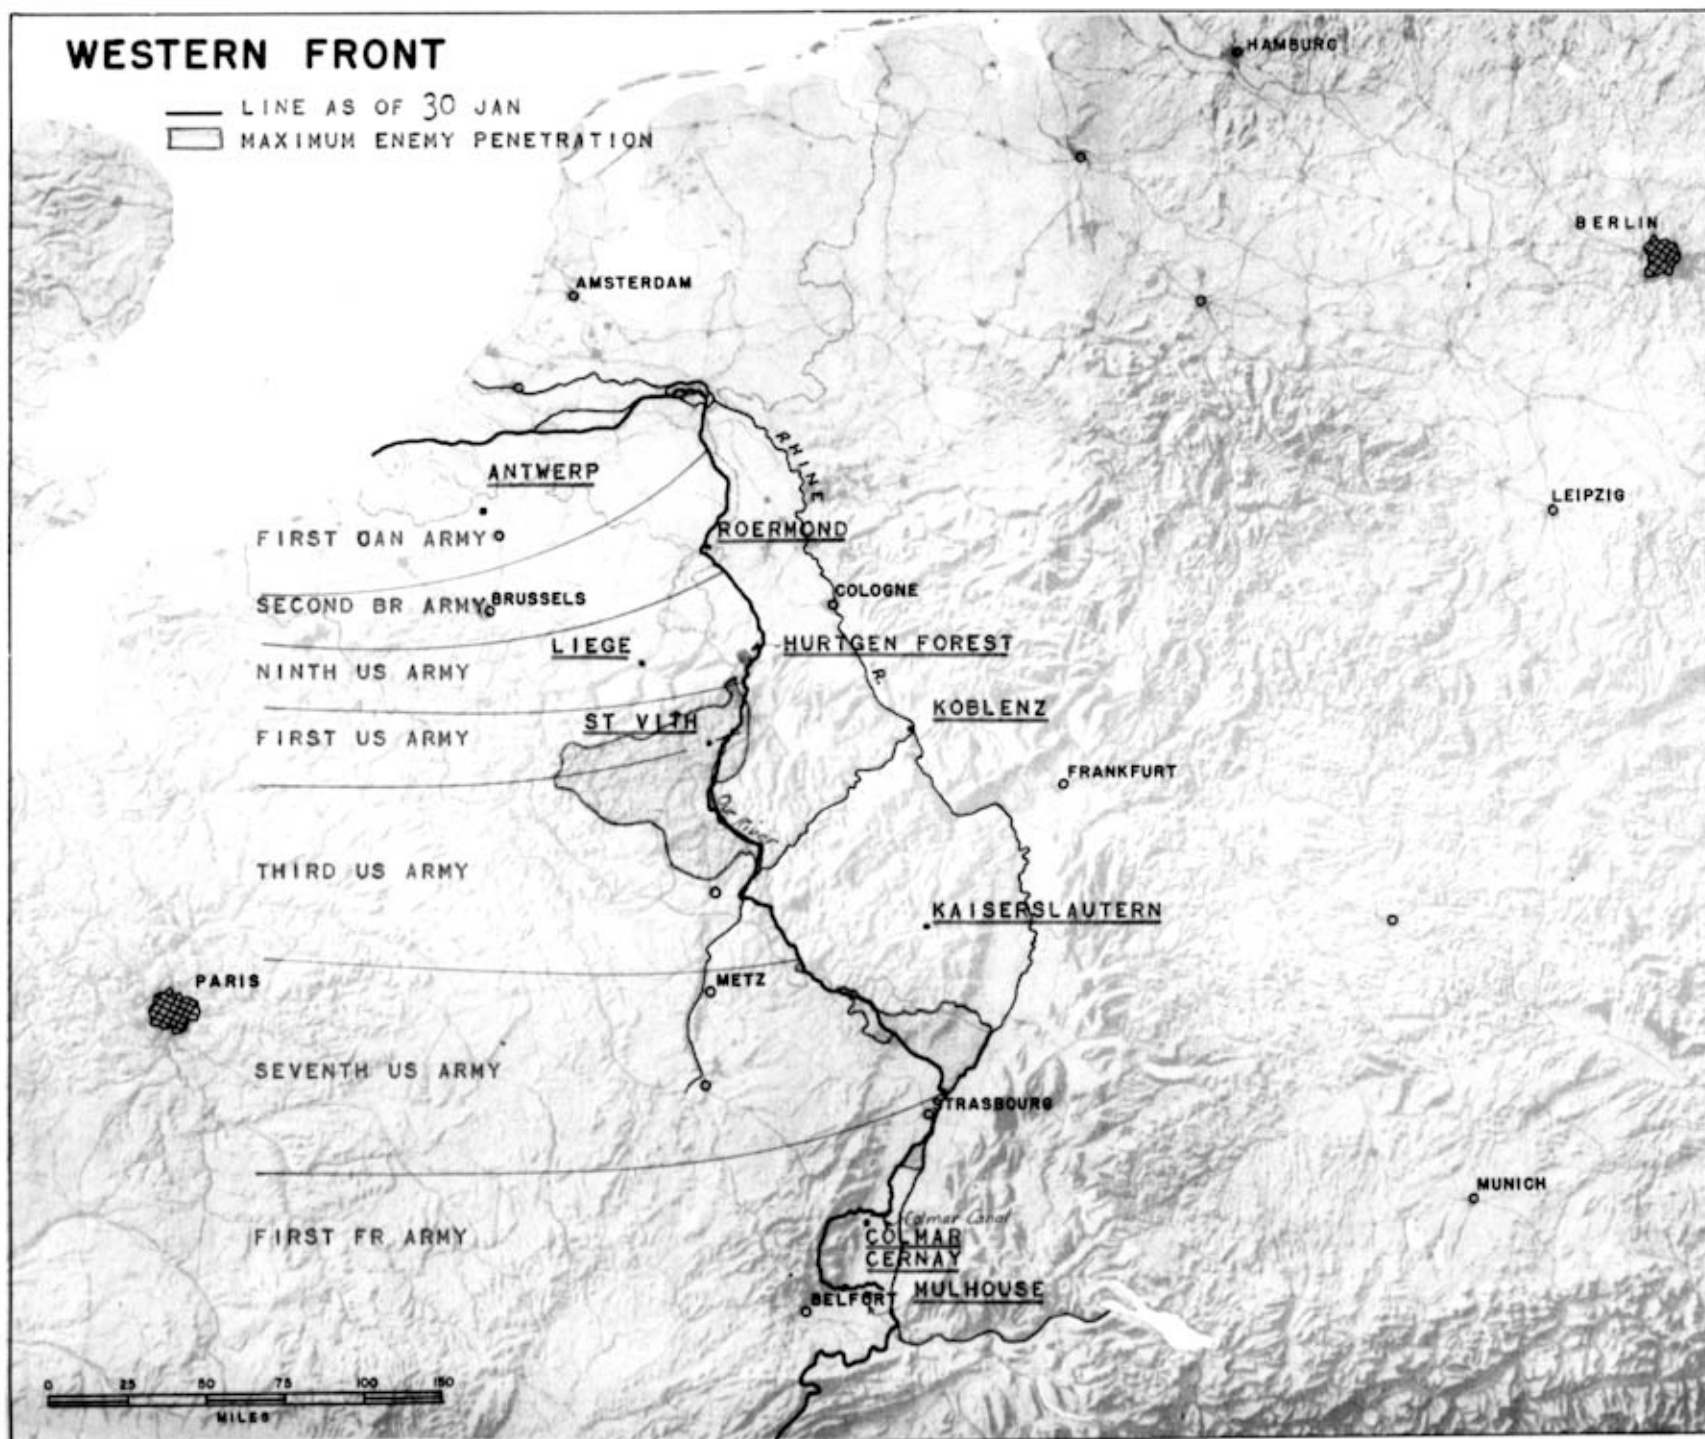 WESTERN FRONT
LINE AS OF 30 JAN
MAXIMUM ENEMY PENETRATION
HAMBURG
BERLIN
AMSTERDAM
RHINE
ANTWERP
LEIPZIG
ROERMOND
FIRST CAN ARMY
COLOGNE
SECOND BR ARMY
BRUSSELS
LIEGE
HURTGEN FOREST
NINTH US ARMY
R.
KOBLENZ
ST VITH
FIRST US ARMY
FRANKFURT
Our River
THIRD US ARMY
KAISERSLAUTERN
PARIS
METZ
SEVENTH US ARMY
STRASBOURG
MUNICH
Colmar Canal
FIRST FR ARMY
COLMAR
CERNAY
MULHOUSE
BELFORT
0 25 50 75 100 150
MILES